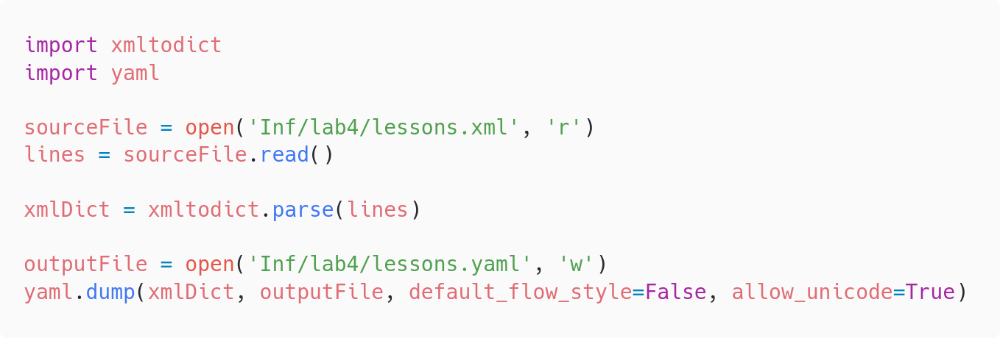 import xmltodict
import yaml
sourceFile = open('Inf/lab4/lessons.xml', 'r')
lines = sourceFile.read()
xmlDict = xmltodict.parse(lines)
outputFile = open('Inf/lab4/lessons.yaml', 'w')
yaml.dump(xmlDict, outputFile, default_flow_style=False, allow_unicode=True)